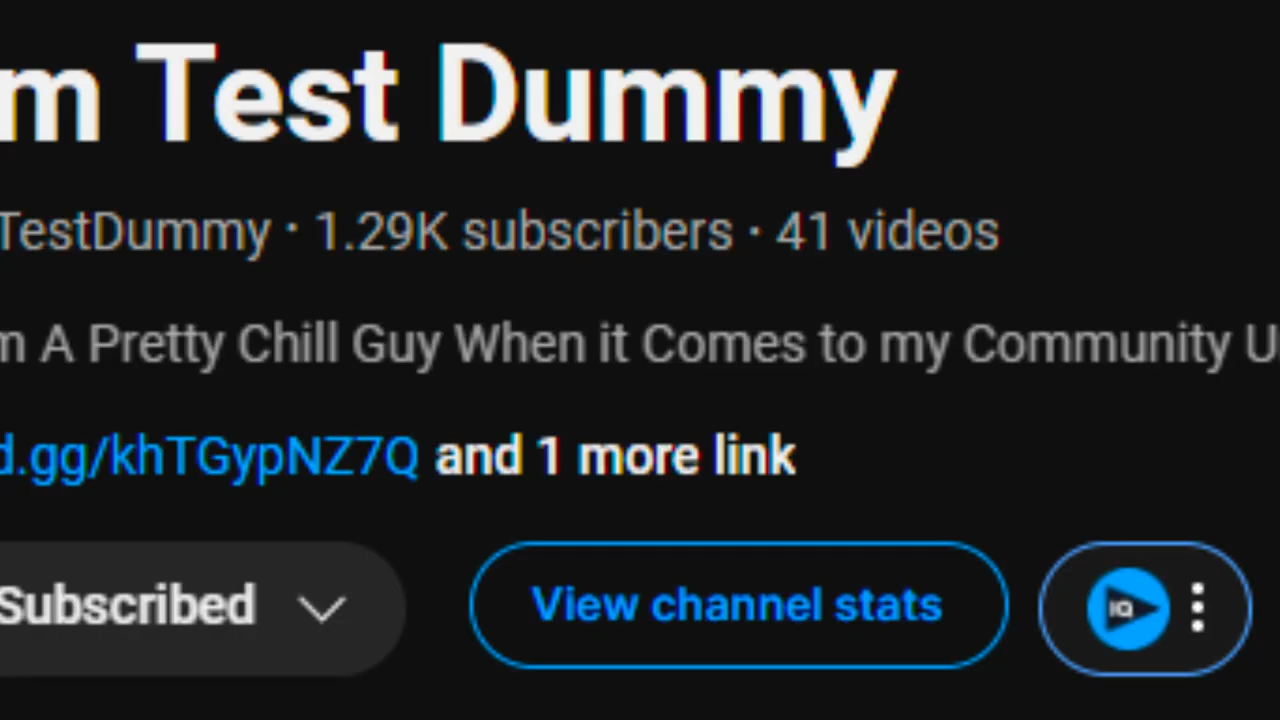 m Test Dummy
TestDummy · 1.29K subscribers · 41 videos
m A Pretty Chill Guy When it Comes to my Community U
d.gg/khTGypNZ7Q and 1 more link
Subscribed View channel stats IQ